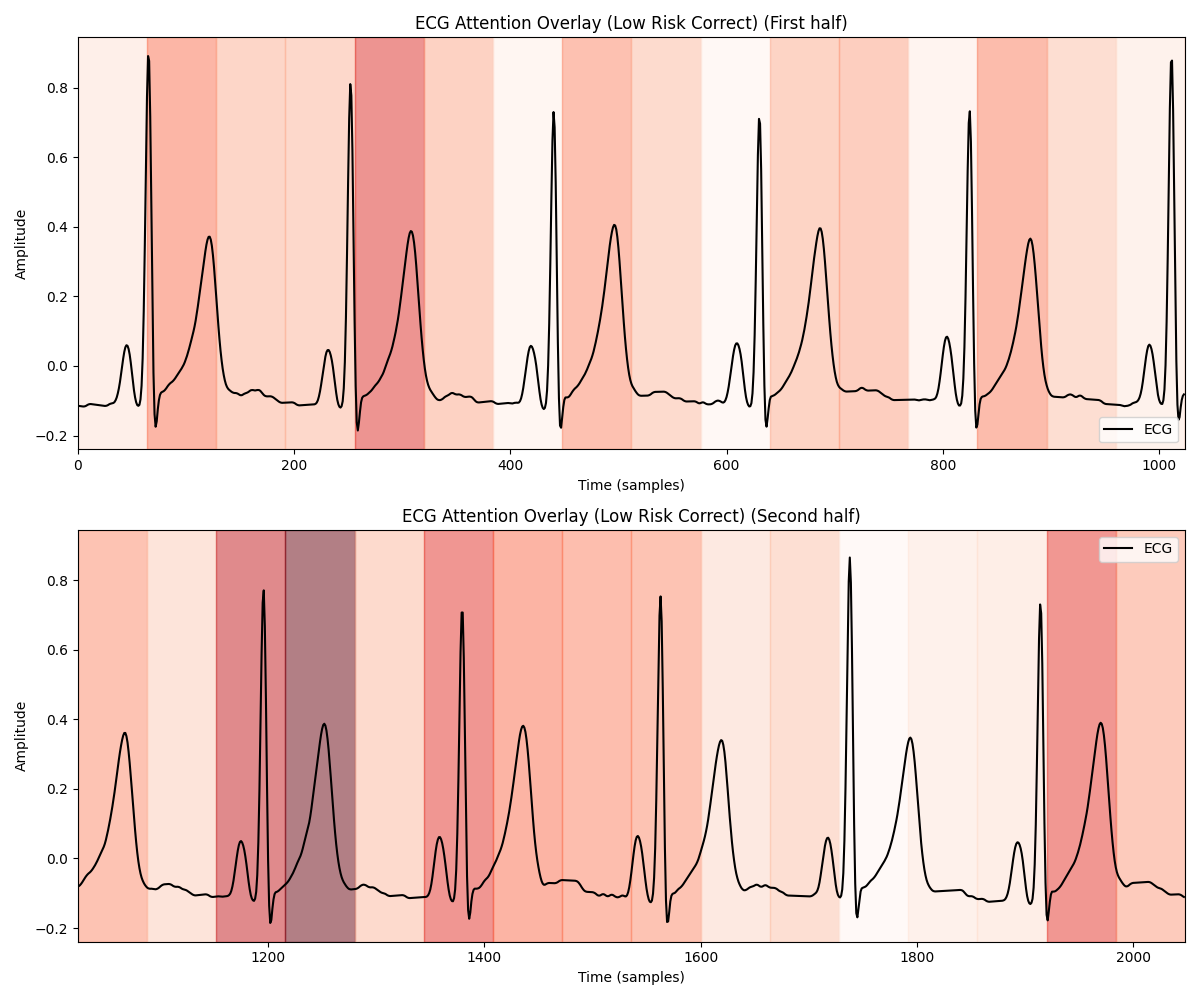 ECG Attention Overlay (Low Risk Correct) (First half)
Amplitude
0.8
0.6
0.4
0.2
0.0
−0.2
ECG
0 200 400 600 800 1000
Time (samples)
ECG Attention Overlay (Low Risk Correct) (Second half)
ECG
Amplitude
0.8
0.6
0.4
0.2
0.0
−0.2
1200 1400 1600 1800 2000
Time (samples)